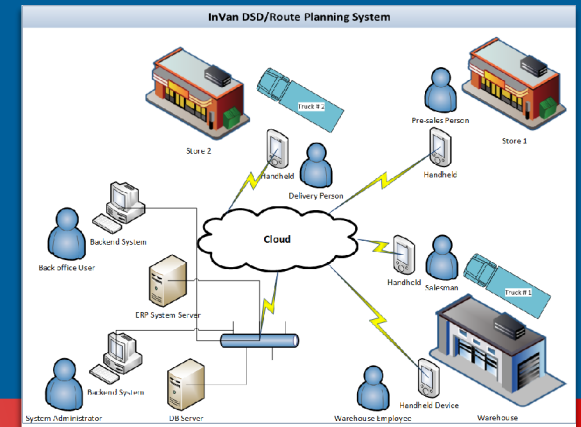 InVan DSD/Route Planning System
Truck # 2
Pre-sales Person
Store 1
Store 2
Handheld
Handheld
Delivery Person
Cloud
Backend System
Back office User
Handheld
Salesman
Truck # 1
ERP System Server
Backend System
Handheld Device
System Administrator
DB Server
Warehouse Employee
Warehouse